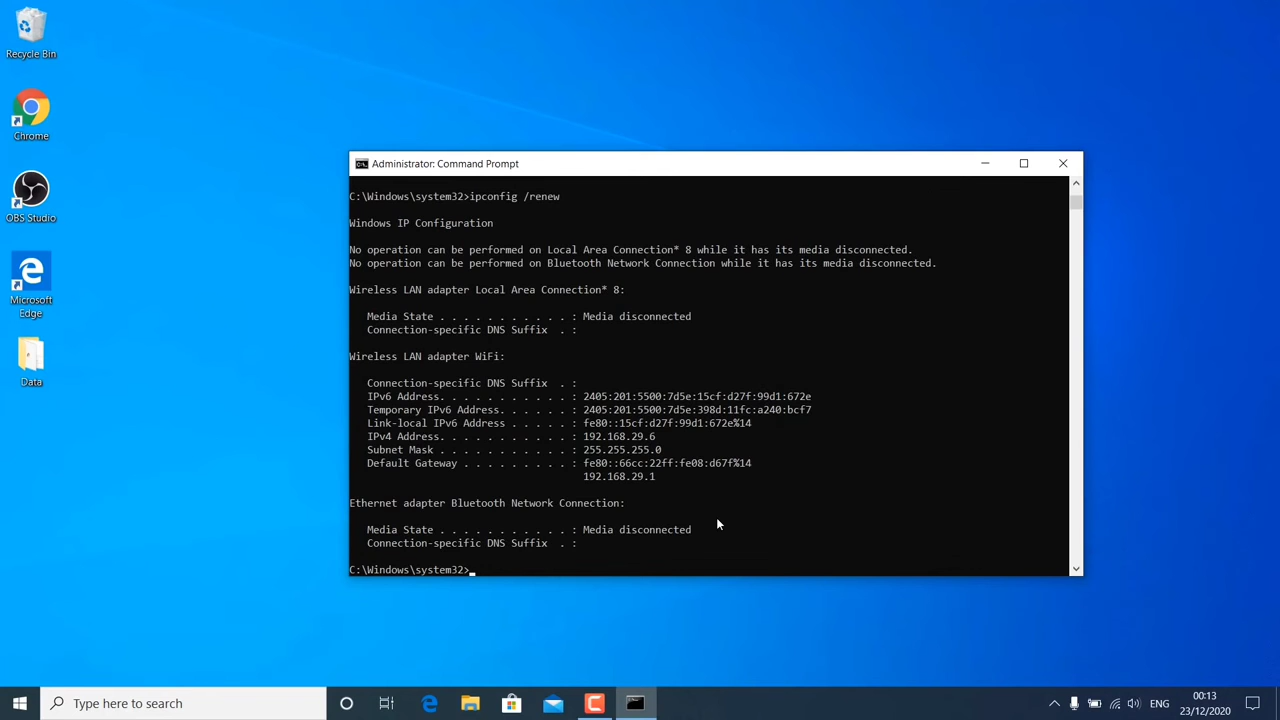 Recycle Bin
Chrome
OBS Studio
Microsoft
Edge
Data
Administrator: Command Prompt
C:\Windows\system32>ipconfig /renew
Windows IP Configuration
No operation can be performed on Local Area Connection* 8 while it has its media disconnected.
No operation can be performed on Bluetooth Network Connection while it has its media disconnected.
Wireless LAN adapter Local Area Connection* 8:
Media State . . . . . . . . . . . : Media disconnected
Connection-specific DNS Suffix  . :
Wireless LAN adapter WiFi:
Connection-specific DNS Suffix  . :
IPv6 Address. . . . . . . . . . . : 2405:201:5500:7d5e:15cf:d27f:99d1:672e
Temporary IPv6 Address. . . . . . : 2405:201:5500:7d5e:398d:11fc:a240:bcf7
Link-local IPv6 Address . . . . . : fe80::15cf:d27f:99d1:672e%14
IPv4 Address. . . . . . . . . . . : 192.168.29.6
Subnet Mask . . . . . . . . . . . : 255.255.255.0
Default Gateway . . . . . . . . . : fe80::66cc:22ff:fe08:d67f%14
192.168.29.1
Ethernet adapter Bluetooth Network Connection:
Media State . . . . . . . . . . . : Media disconnected
Connection-specific DNS Suffix  . :
C:\Windows\system32>
Type here to search
ENG
00:13
23/12/2020